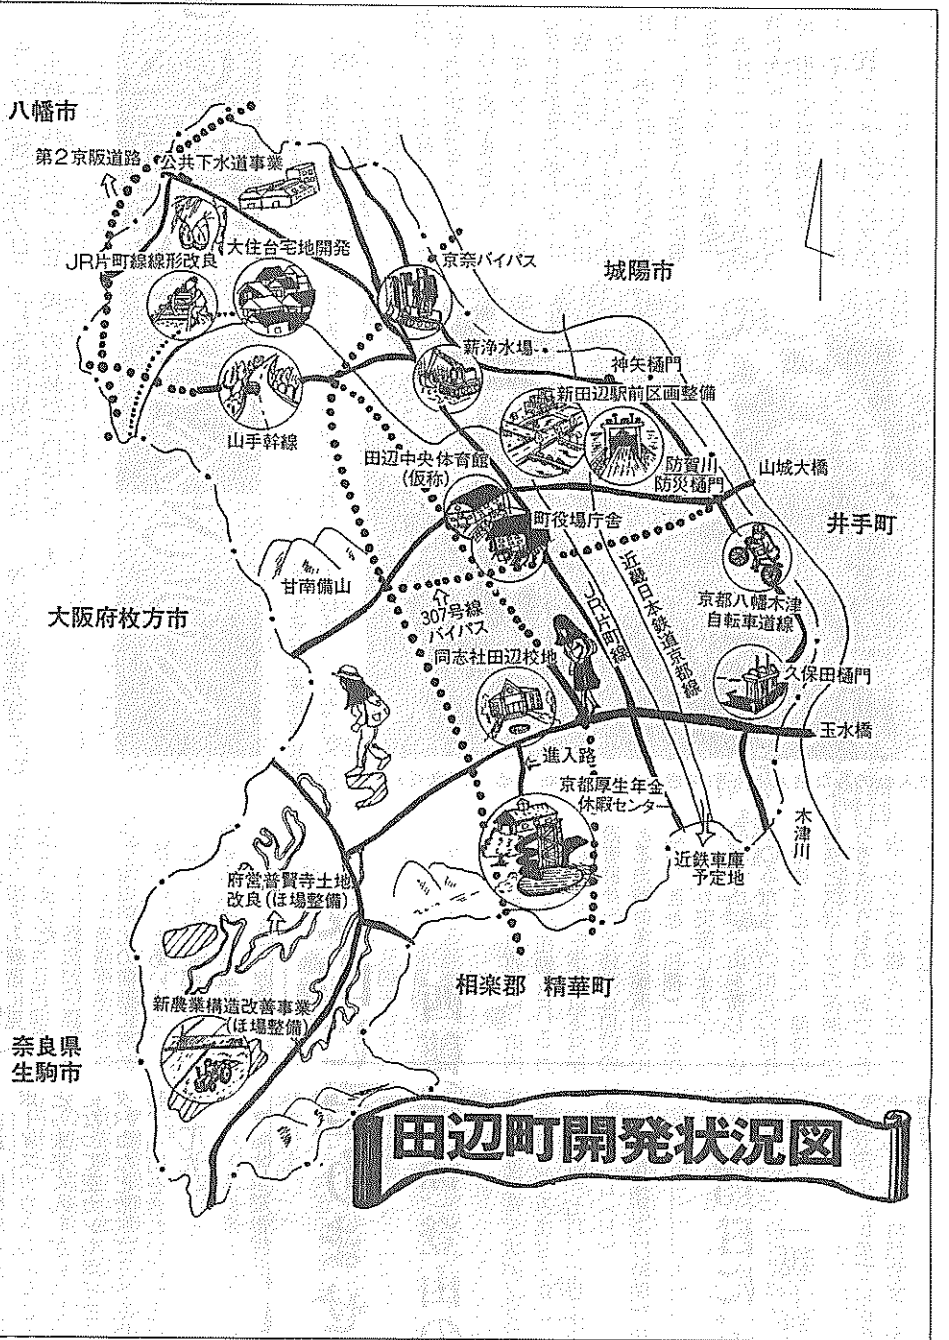 八幡市
第2京阪道路
公共下水道事業
大住台宅地開発
JR片町線線形改良
京奈バイパス
城陽市
薪浄水場
神矢樋門
新田辺駅前区画整備
山手幹線
田辺中央体育館
(仮称)
防賀川
防災樋門
山城大橋
町役場庁舎
井手町
甘南備山
大阪府枚方市
307号線
バイパス
JR片町線
近畿日本鉄道京都線
京都八幡木津
自転車道線
同志社田辺校地
久保田樋門
玉水橋
進入路
京都厚生年金
休暇センター
木津川
近鉄車庫
予定地
府営普賢寺土地
改良(ほ場整備)
相楽郡 精華町
新農業構造改善事業
(ほ場整備)
奈良県
生駒市
田辺町開発状況図